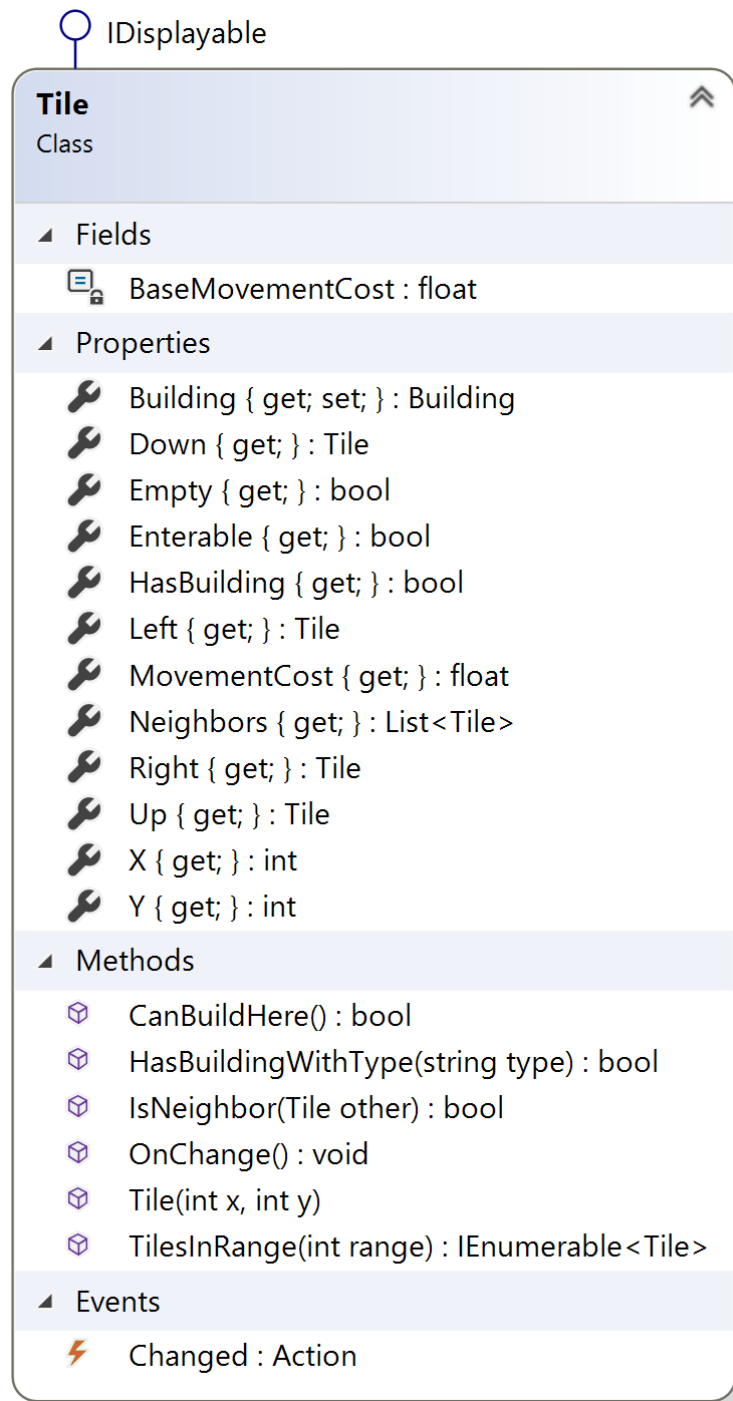 IDisplayable
Tile
Class
Fields
BaseMovementCost : float
Properties
Building { get; set; } : Building
Down { get; } : Tile
Empty { get; } : bool
Enterable { get; } : bool
HasBuilding { get; } : bool
Left { get; } : Tile
MovementCost { get; } : float
Neighbors { get; } : List<Tile>
Right { get; } : Tile
Up { get; } : Tile
X { get; } : int
Y { get; } : int
Methods
CanBuildHere() : bool
HasBuildingWithType(string type) : bool
IsNeighbor(Tile other) : bool
OnChange() : void
Tile(int x, int y)
TilesInRange(int range) : IEnumerable<Tile>
Events
Changed : Action